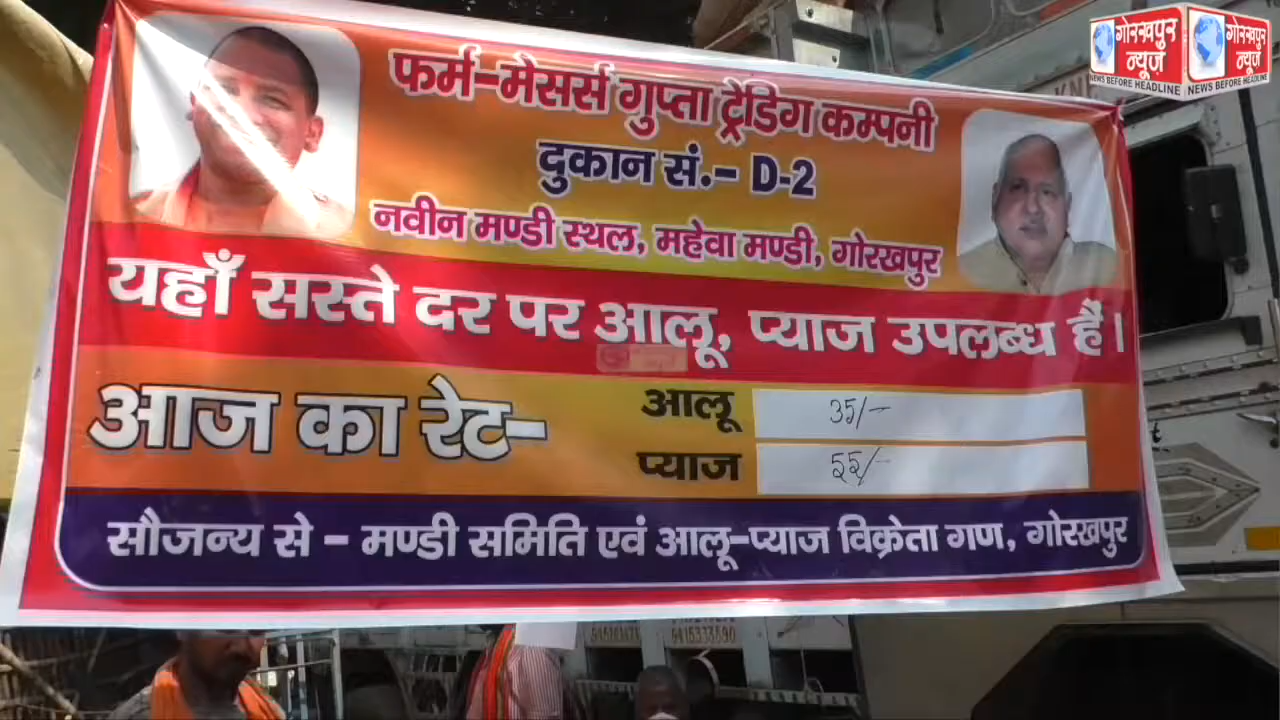 गोरखपुर न्यूज़ गोरखपुर न्यूज़
NEWS BEFORE HEADLINE NEWS BEFORE HEADLINE
फर्म-मेसर्स गुप्ता ट्रेडिग कम्पनी
दुकान सं.- D-2
नवीन मण्डी स्थल, महेवा मण्डी, गोरखपुर
यहाँ सस्ते दर पर आलू, प्याज उपलब्ध हैं।
आज का रेट-
आलू 35/-
प्याज ५५/-
सौजन्य से - मण्डी समिति एवं आलू-प्याज विक्रेता गण, गोरखपुर